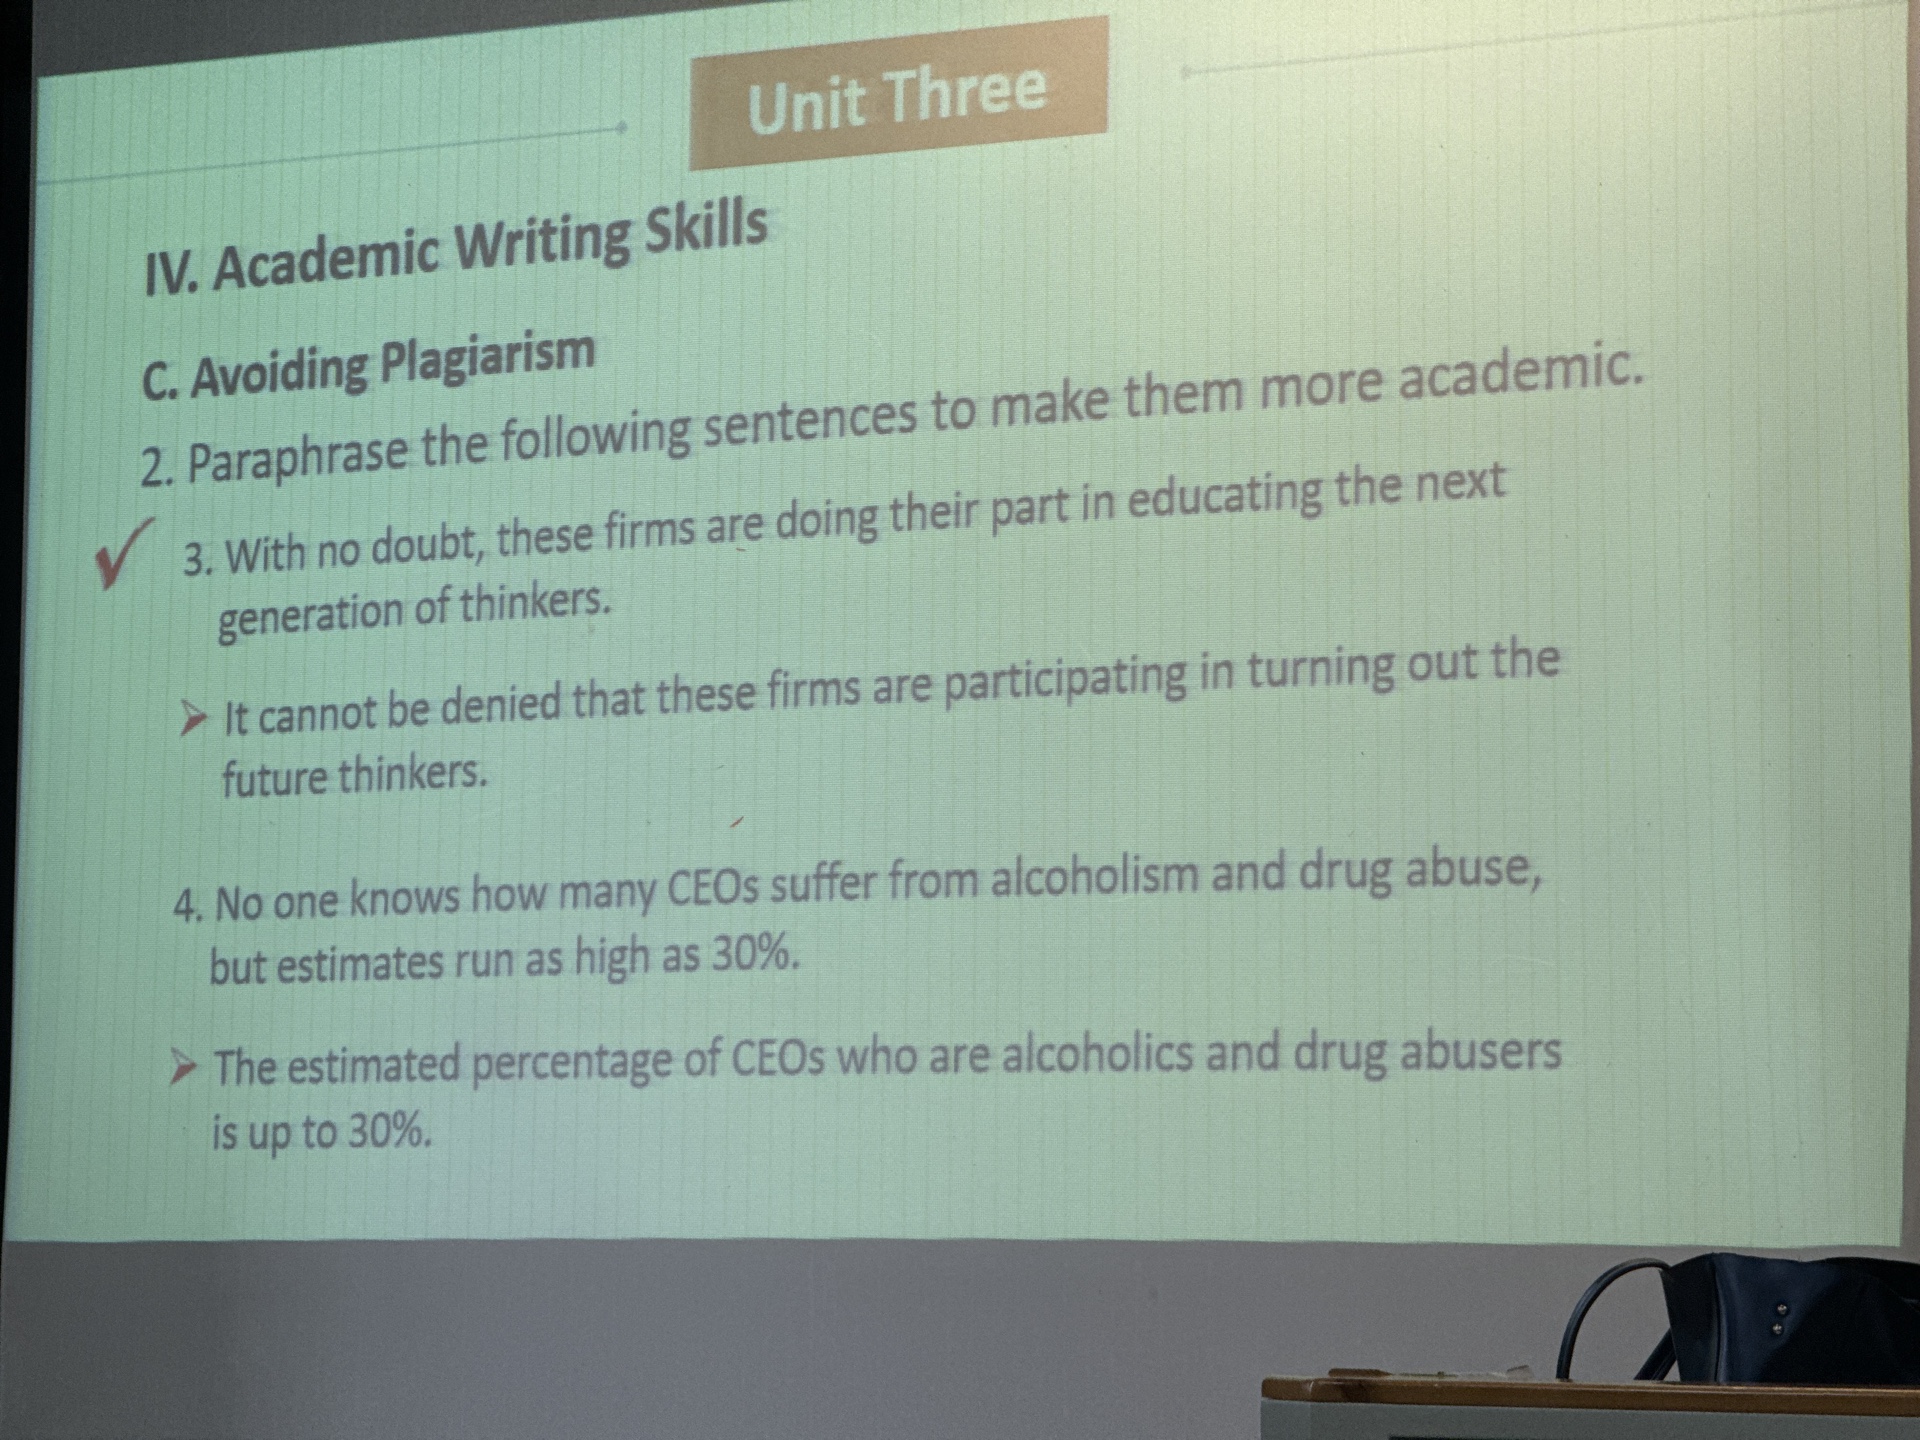 Unit Three
IV. Academic Writing Skills
C. Avoiding Plagiarism
2. Paraphrase the following sentences to make them more academic.
3. With no doubt, these firms are doing their part in educating the next
generation of thinkers.
It cannot be denied that these firms are participating in turning out the
future thinkers.
4. No one knows how many CEOs suffer from alcoholism and drug abuse,
but estimates run as high as 30%.
The estimated percentage of CEOs who are alcoholics and drug abusers
is up to 30%.